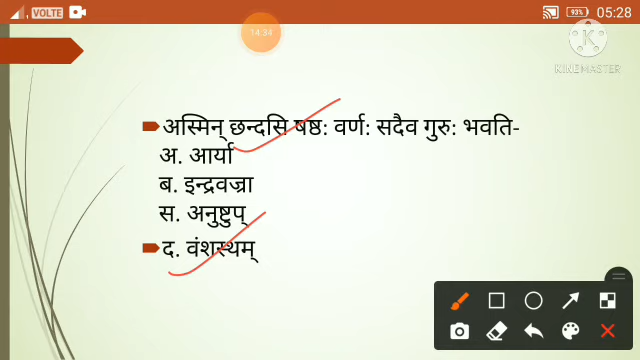 VOLTE 93% 05:28
14:34
K
KINEMASTER
अस्मिन् छन्दसि षष्ठ: वर्ण: सदैव गुरु: भवति-
अ. आर्या
ब. इन्द्रवज्रा
स. अनुष्टुप्
द. वंशस्थम्